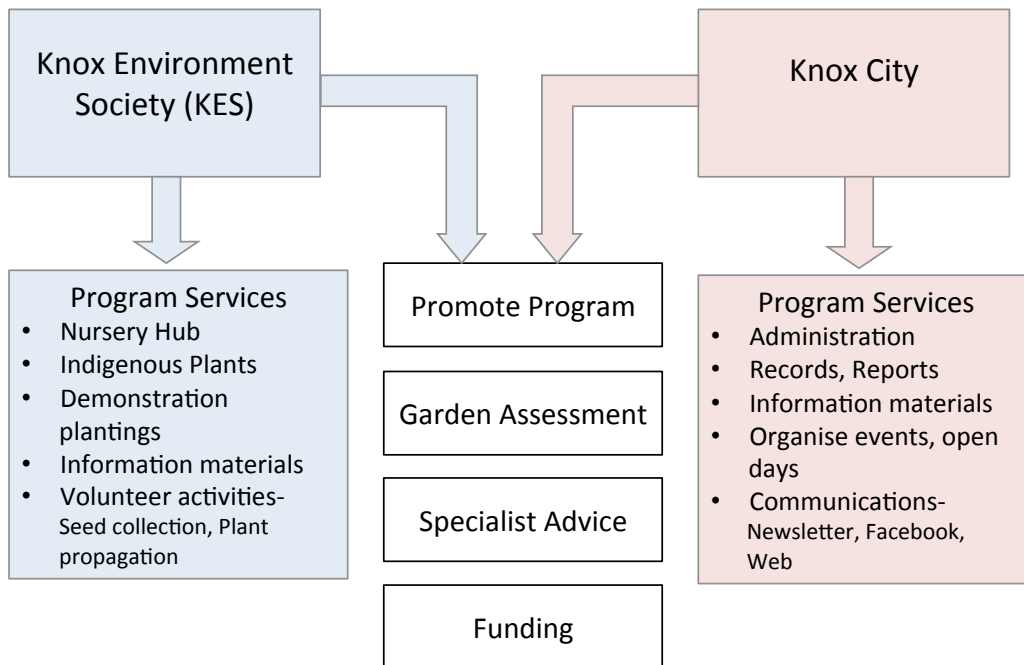 Knox Environment
Society (KES)
Knox City
Program Services
• Nursery Hub
• Indigenous Plants
• Demonstration
plantings
• Information materials
• Volunteer activities-
Seed collection, Plant
propagation
Promote Program
Garden Assessment
Specialist Advice
Funding
Program Services
• Administration
• Records, Reports
• Information materials
• Organise events, open
days
• Communications-
Newsletter, Facebook,
Web